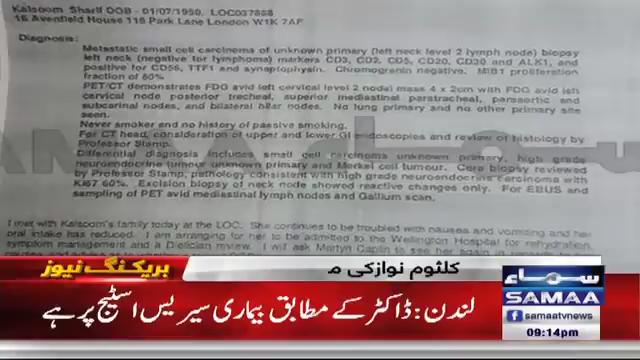 Kalsoom Sharif DOB - 01/07/1950, LOC037868
16 Avenfield House 118 Park Lane London W1K 7AF
Diagnosis:
Metastatic small cell carcinoma of unknown primary (left neck level 2 lymph node) biopsy
left neck (negative for lymphoma) markers CD3, CD2, CD5, CD20, CD30 and ALK1, and
positive for CD56, TTF1 and synaptophysin. Chromogrenin negative. MIB1 proteration
fraction of 60%
PET/CT demonstrates FDG avid left cervical level 2 node) mass 4 x 2cm with FDG avid left
cervical node posterior trecheal, superior mediastinal paratracheal, pansaortic and
subcarinal nodes, and bilateral hilar nodes. No lung primary and no other primary site
seen.
Never smoker and no history of passive smoking.
For CT head, consideration of upper and lower GI endoscopies and review of histology by
Professor Stamp.
Differential diagnosis includes small cell carcinoma unknown primary, high grade
neuroendocrine tumour unknown primary and Merkel cell tumour. Core biopsy reviewed
by Professor Stamp, pathology consistent with high grade neuroendocrine carcinoma with
Ki67 60%. Excision biopsy of neck node showed reactive changes only. For EBUS and
sampling of PET avid mediastinal lymph nodes and Gallium scan.
I met with Kalsoom's family today at the LOC. She continues to be troubled with nausea and vomiting and her
oral intake has reduced. I am arranging for her to be admitted to the Wellington Hospital for rehydration,
symptom management and a Dietician review. I will ask Martyn Caplin to see her again in
SAMAA
بریکنگ نیوز
کلثوم نواز کی م
لندن: ڈاکٹر کے مطابق بیماری سیریس اسٹیج پر ہے
سماء
SAMAA
samaatvnews
09:14pm